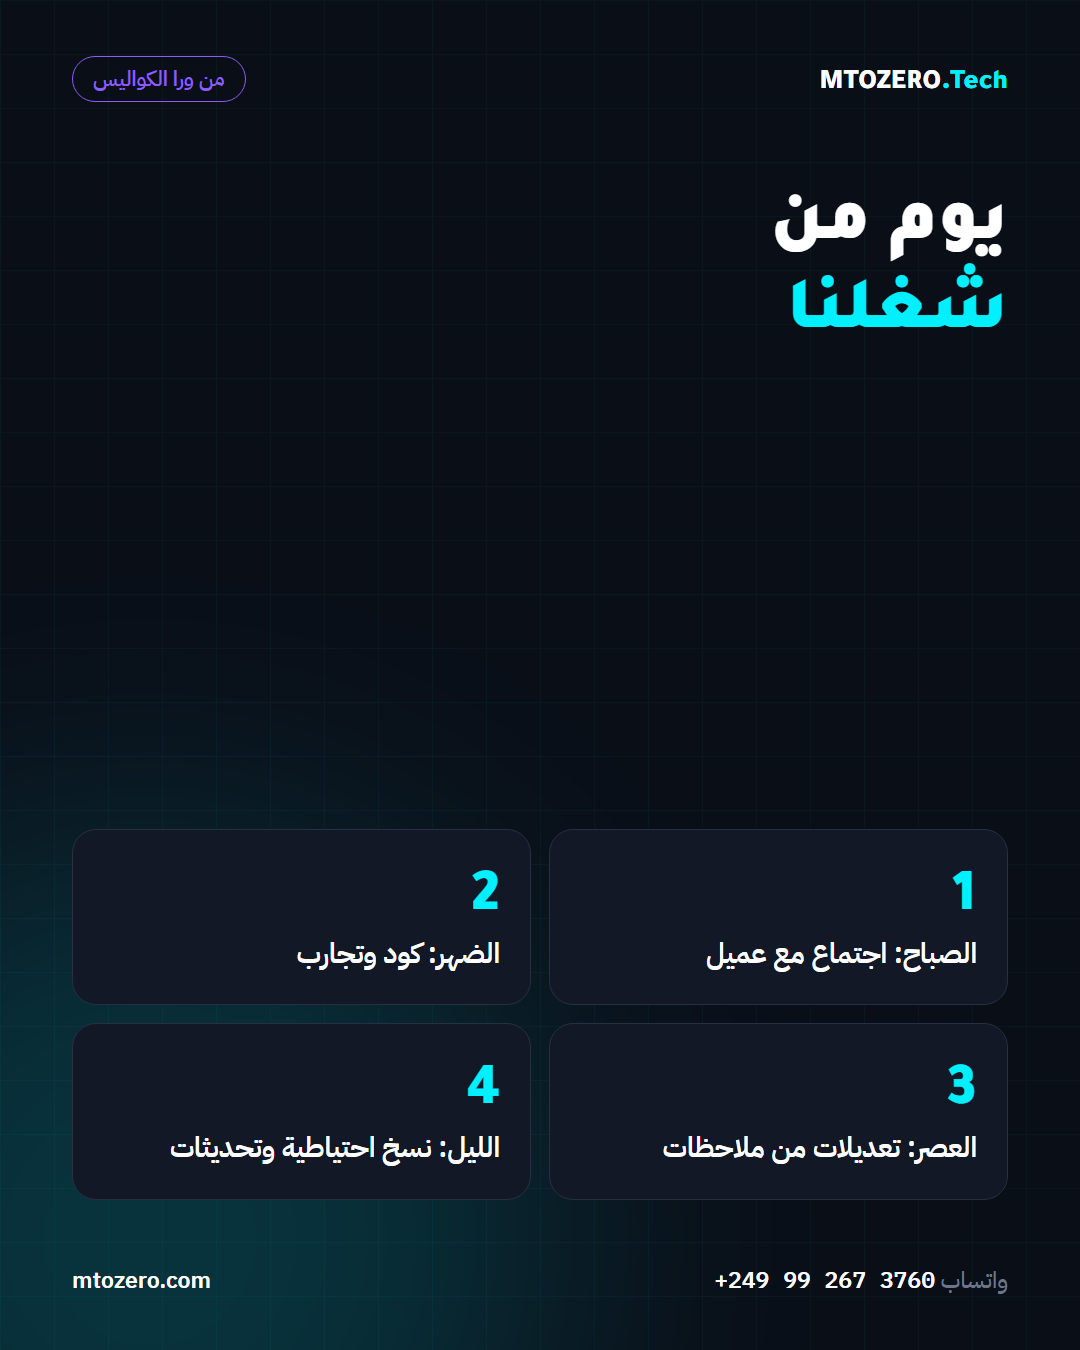 MTOZERO.Tech
من ورا الكواليس
يوم من
شغلنا
1
الصباح: اجتماع مع عميل
2
الضهر: كود وتجارب
3
العصر: تعديلات من ملاحظات
4
الليل: نسخ احتياطية وتحديثات
واتساب +249 99 267 3760
mtozero.com